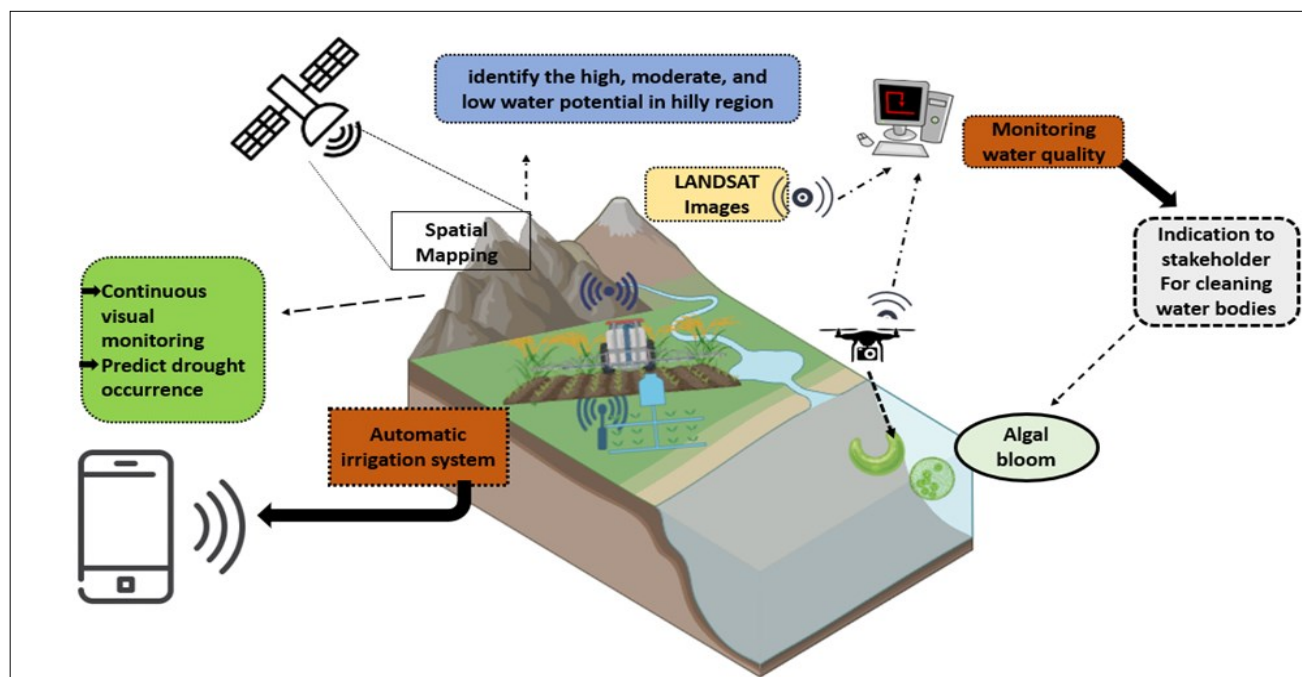 identify the high, moderate, and
low water potential in hilly region
Monitoring
water quality
LANDSAT
Images
Spatial
Mapping
Indication to
stakeholder
For cleaning
water bodies
Continuous
visual
monitoring
Predict drought
occurrence
Automatic
irrigation system
Algal
bloom